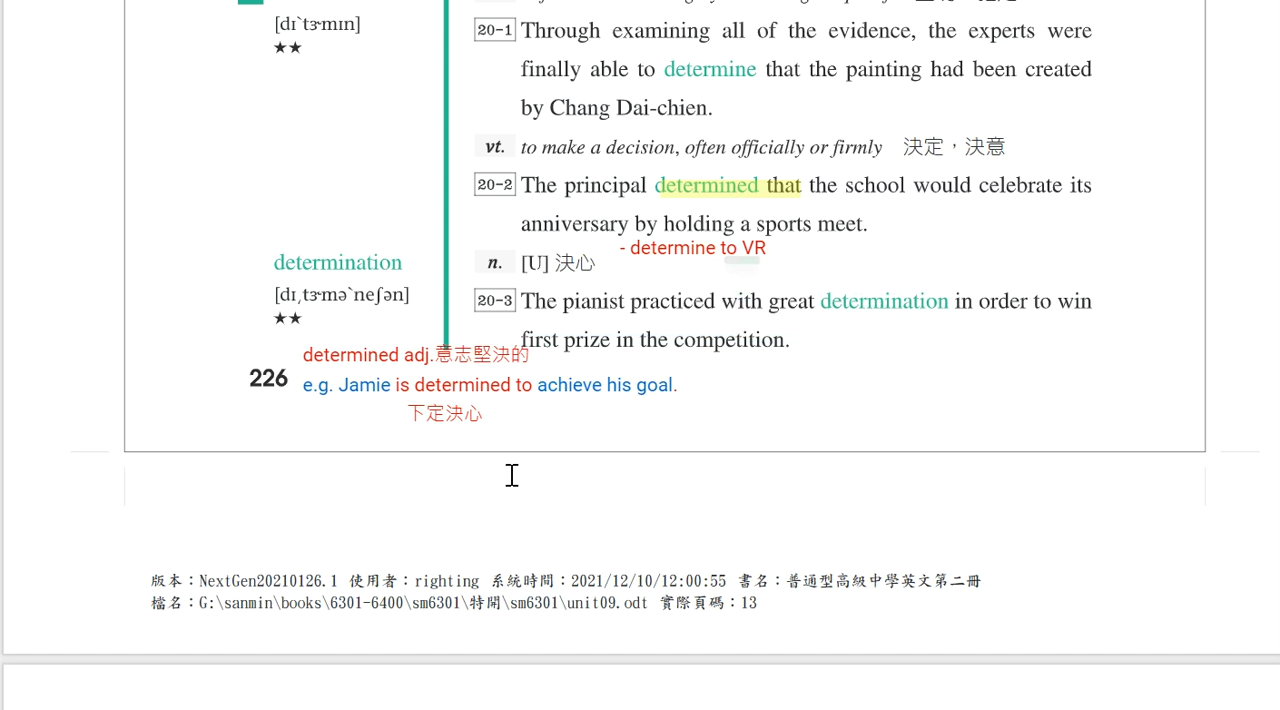 [dɪˋtɝmɪn]
★★
20-1 Through examining all of the evidence, the experts were
finally able to determine that the painting had been created
by Chang Dai-chien.
vt. to make a decision, often officially or firmly 決定，決意
20-2 The principal determined that the school would celebrate its
anniversary by holding a sports meet.
- determine to VR
determination n. [U] 決心
[dɪˌtɝməˋneʃən]
★★
20-3 The pianist practiced with great determination in order to win
first prize in the competition.
determined adj.意志堅決的
226 e.g. Jamie is determined to achieve his goal.
下定決心
版本：NextGen20210126.1 使用者：righting 系統時間：2021/12/10/12:00:55 書名：普通型高級中學英文第二冊
檔名：G:\sanmin\books\6301-6400\sm6301\特開\sm6301\unit09.odt 實際頁碼：13